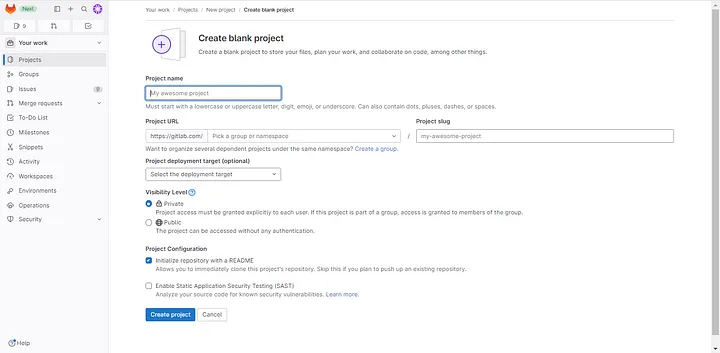 Next
9
Your work
Projects
Groups
Issues 9
Merge requests
To-Do List
Milestones
Snippets
Activity
Workspaces
Environments
Operations
Security
Help
Your work / Projects / New project / Create blank project
Create blank project
Create a blank project to store your files, plan your work, and collaborate on code, among other things.
Project name
My awesome project
Must start with a lowercase or uppercase letter, digit, emoji, or underscore. Can also contain dots, pluses, dashes, or spaces.
Project URL
https://gitlab.com/ Pick a group or namespace
/
Project slug
my-awesome-project
Want to organize several dependent projects under the same namespace? Create a group.
Project deployment target (optional)
Select the deployment target
Visibility Level
Private
Project access must be granted explicitly to each user. If this project is part of a group, access is granted to members of the group.
Public
The project can be accessed without any authentication.
Project Configuration
Initialize repository with a README
Allows you to immediately clone this project's repository. Skip this if you plan to push up an existing repository.
Enable Static Application Security Testing (SAST)
Analyze your source code for known security vulnerabilities. Learn more.
Create project
Cancel